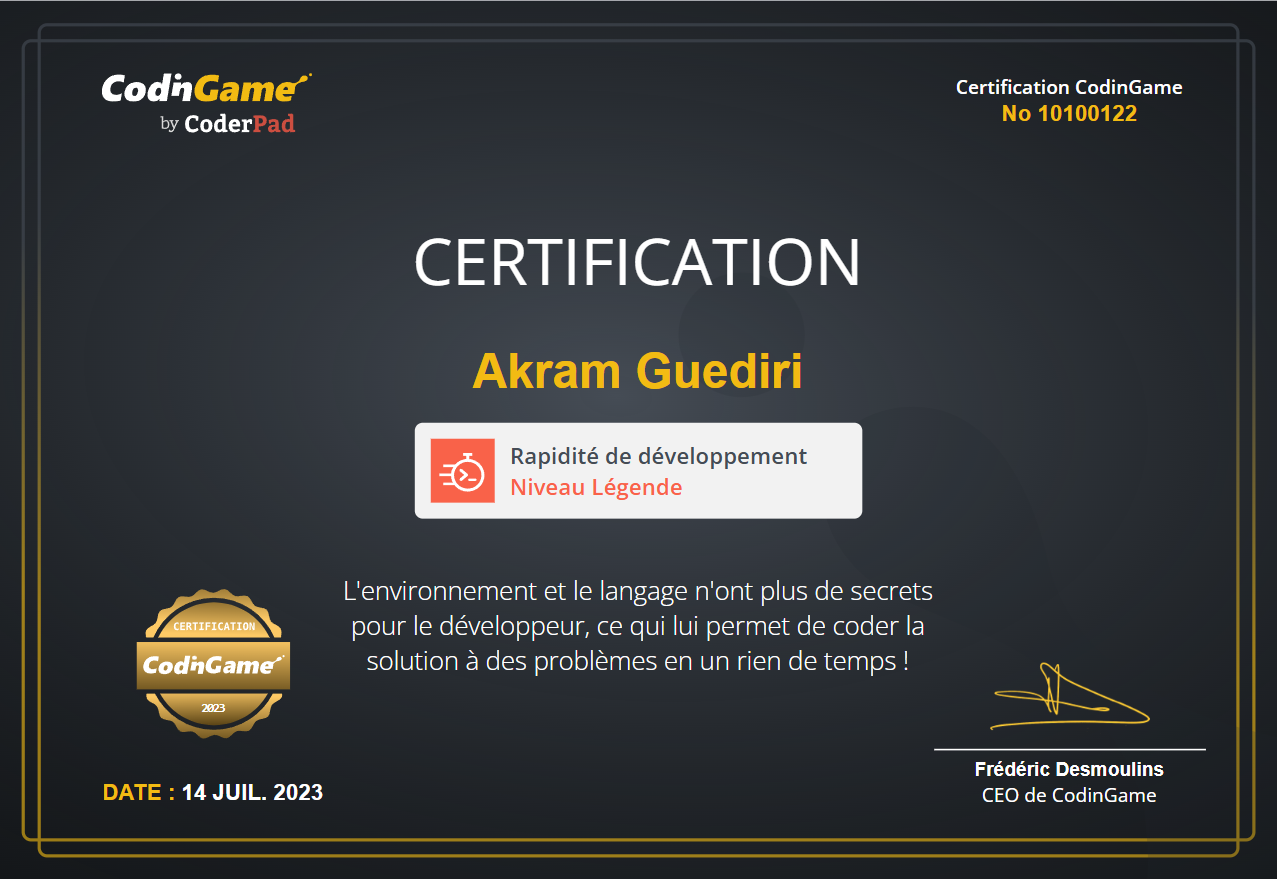 CodinGame
by CoderPad
Certification CodinGame
No 10100122
CERTIFICATION
Akram Guediri
Rapidité de développement
Niveau Légende
L'environnement et le langage n'ont plus de secrets
pour le développeur, ce qui lui permet de coder la
solution à des problèmes en un rien de temps !
CERTIFICATION
CodinGame
2023
DATE : 14 JUIL. 2023
Frédéric Desmoulins
CEO de CodinGame